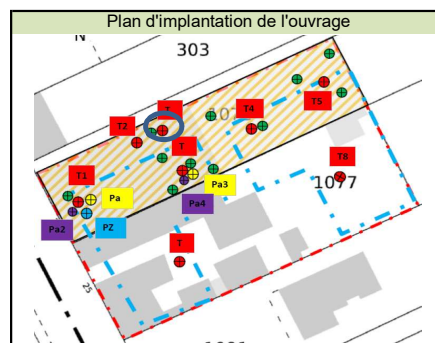 Plan d'implantation de l'ouvrage
N
303
T
T2
T4
T5
T
T8
1077
T1
Pa
Pa3
Pa4
Pa2
PZ
T
25